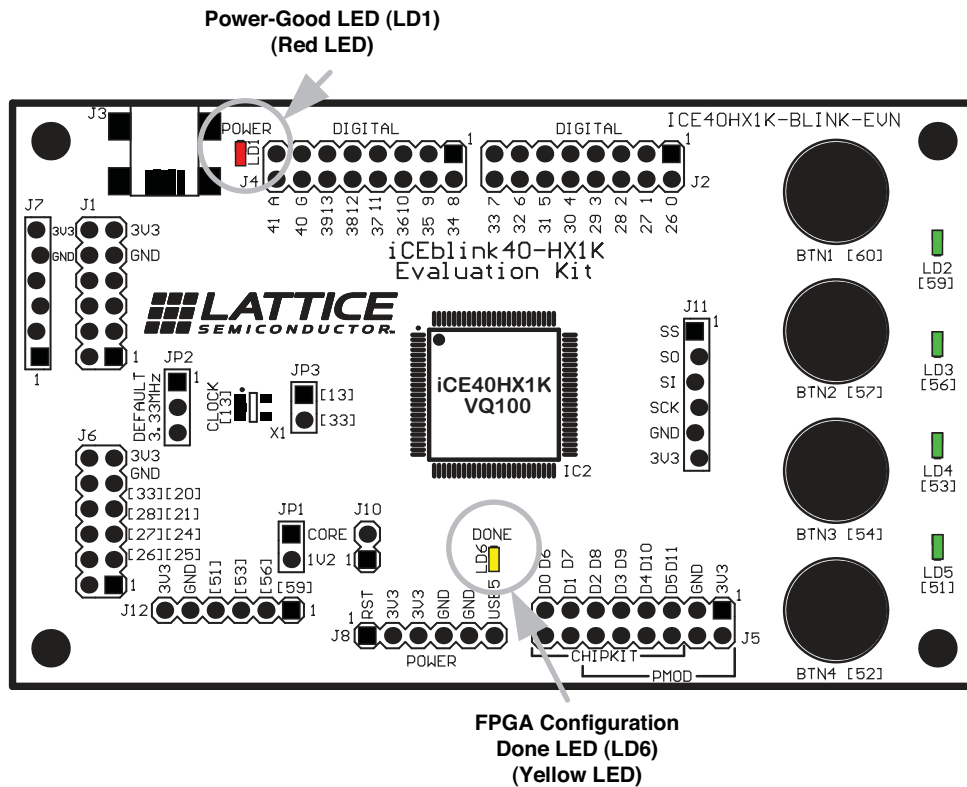 Power-Good LED (LD1)
(Red LED)
J3
POWER
LD1
DIGITAL
1
DIGITAL
1
ICE40HX1K-BLINK-EVN
J4
J2
41 A
40 G
3913
3812
37 11
3610
35 9
34 8
33 7
32 6
31 5
30 4
29 3
28 2
27 1
26 0
J7
J1
3V3
3V3
GND
GND
1
1
iCEblink40-HX1K
Evaluation Kit
LATTICE
SEMICONDUCTOR
BTN1 [60]
LD2
[59]
J11
SS
SO
SI
SCK
GND
3V3
JP2
1
DEFAULT
3.33MHz
CLOCK
[13]
X1
JP3
[13]
[33]
iCE40HX1K
VQ100
IC2
BTN2 [57]
LD3
[56]
J6
3V3
GND
[33][20]
[28][21]
[27][24]
[26][25]
1
JP1
CORE
1V2
J10
1
DONE
LD6
BTN3 [54]
LD4
[53]
J12
3V3
GND
[51]
[53]
[56]
[59]
1
J8
1
RST
3V3
3V3
GND
GND
USB5
POWER
D0 D6
D1 D7
D2 D8
D3 D9
D4 D10
D5 D11
GND
3V3
1
J5
CHIPKIT
PMOD
LD5
[51]
BTN4 [52]
FPGA Configuration
Done LED (LD6)
(Yellow LED)